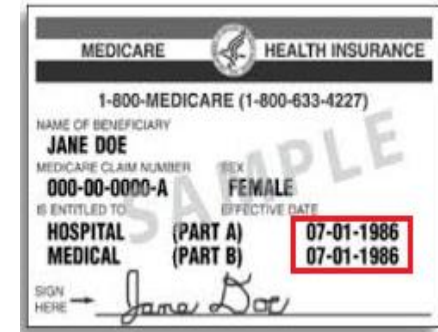 MEDICARE HEALTH INSURANCE
1-800-MEDICARE (1-800-633-4227)
NAME OF BENEFICIARY
JANE DOE
MEDICARE CLAIM NUMBER SEX
000-00-0000-A FEMALE
IS ENTITLED TO EFFECTIVE DATE
HOSPITAL (PART A) 07-01-1986
MEDICAL (PART B) 07-01-1986
SIGN
HERE Jane Doe
SAMPLE